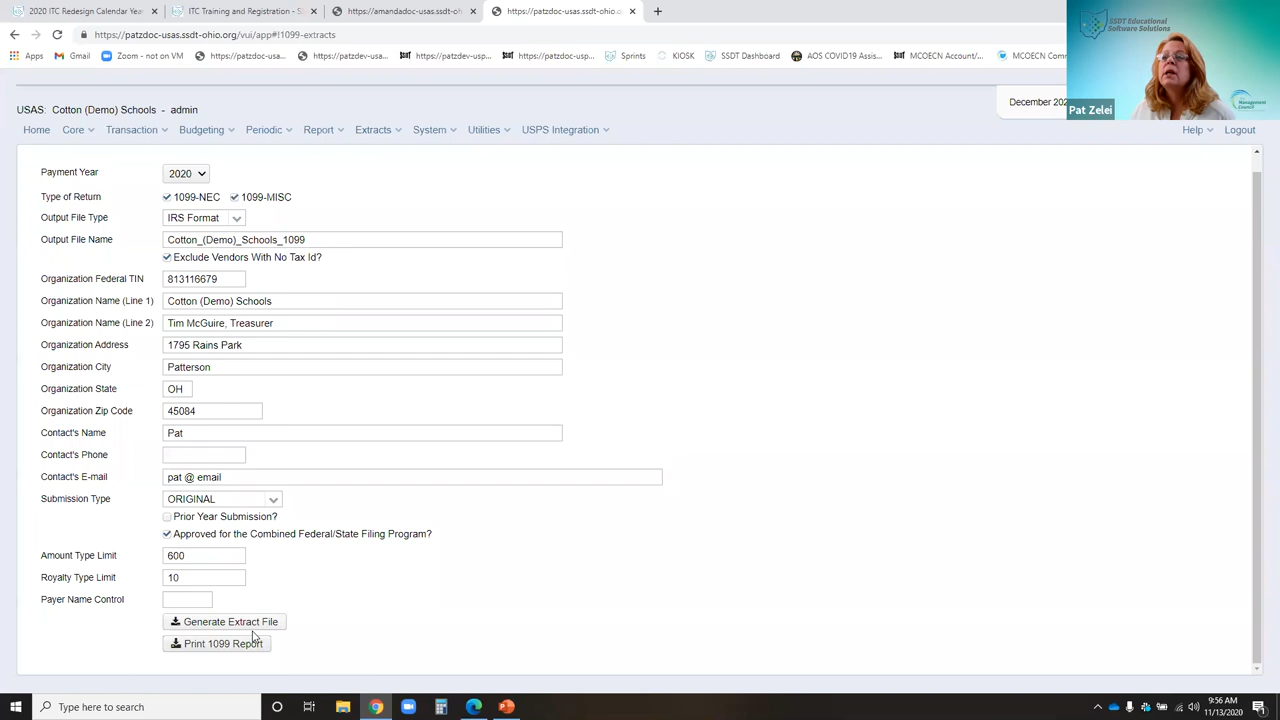 2020 ITC Redesign Calendar Year
ITC Training and Registration - S
https://amandadoc-usas.ssdt-oh
https://patzdoc-usas.ssdt-ohio.org
https://patzdoc-usas.ssdt-ohio.org/vui/app#!1099-extracts
Apps
Gmail
Zoom - not on VM
https://patzdoc-usa...
https://patzdev-usa...
https://patzdev-usp...
https://patzdoc-usp...
Sprints
KIOSK
SSDT Dashboard
AOS COVID19 Assis...
MCOECN Account/...
MCOECN Com
SSDT Educational
Software Solutions
Management
Council
Pat Zelei
USAS: Cotton (Demo) Schools - admin
December 202
Home Core Transaction Budgeting Periodic Report Extracts System Utilities USPS Integration Help Logout
Payment Year 2020
Type of Return 1099-NEC 1099-MISC
Output File Type IRS Format
Output File Name Cotton_(Demo)_Schools_1099
Exclude Vendors With No Tax Id?
Organization Federal TIN 813116679
Organization Name (Line 1) Cotton (Demo) Schools
Organization Name (Line 2) Tim McGuire, Treasurer
Organization Address 1795 Rains Park
Organization City Patterson
Organization State OH
Organization Zip Code 45084
Contact's Name Pat
Contact's Phone
Contact's E-mail pat @ email
Submission Type ORIGINAL
Prior Year Submission?
Approved for the Combined Federal/State Filing Program?
Amount Type Limit 600
Royalty Type Limit 10
Payer Name Control
Generate Extract File
Print 1099 Report
Type here to search
9:56 AM
11/13/2020
1